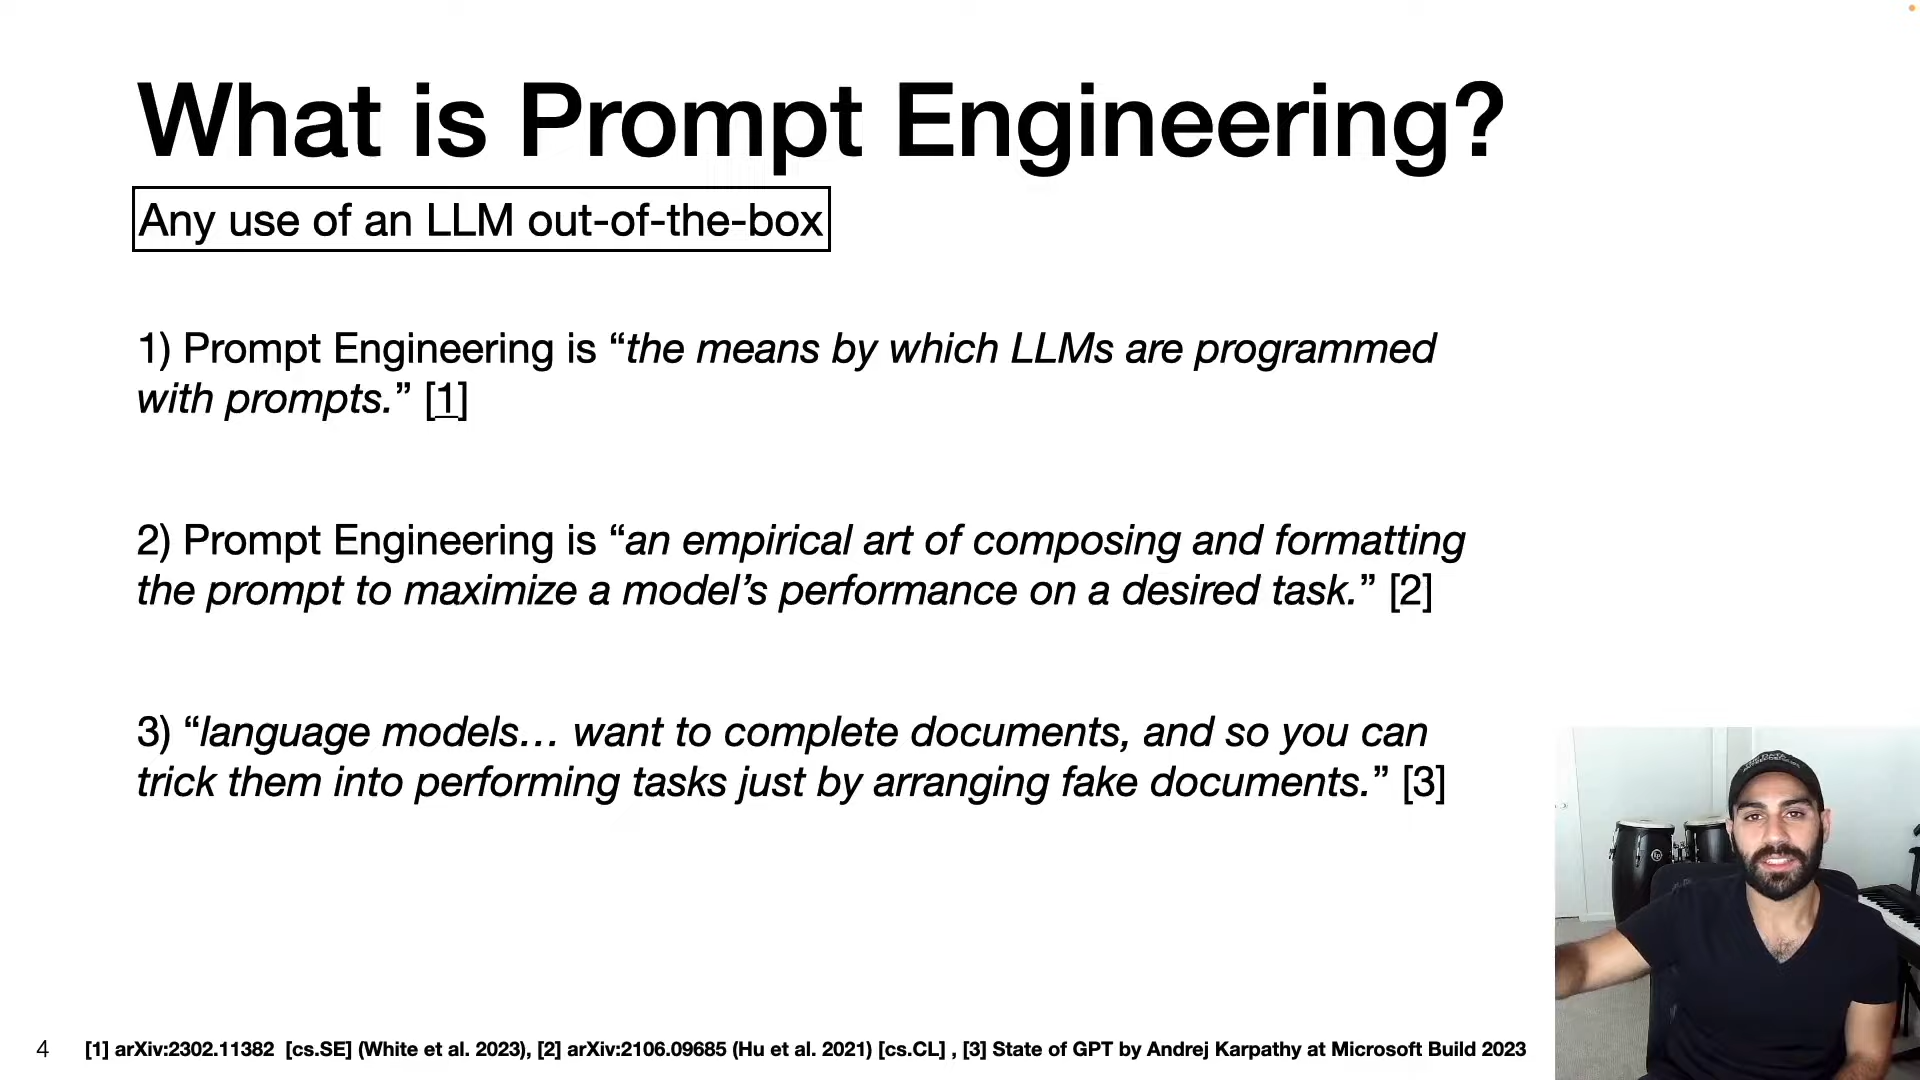 What is Prompt Engineering?
Any use of an LLM out-of-the-box
1) Prompt Engineering is “the means by which LLMs are programmed
with prompts.” [1]
2) Prompt Engineering is “an empirical art of composing and formatting
the prompt to maximize a model’s performance on a desired task.” [2]
3) “language models… want to complete documents, and so you can
trick them into performing tasks just by arranging fake documents.” [3]
4 [1] arXiv:2302.11382 [cs.SE] (White et al. 2023), [2] arXiv:2106.09685 (Hu et al. 2021) [cs.CL] , [3] State of GPT by Andrej Karpathy at Microsoft Build 2023